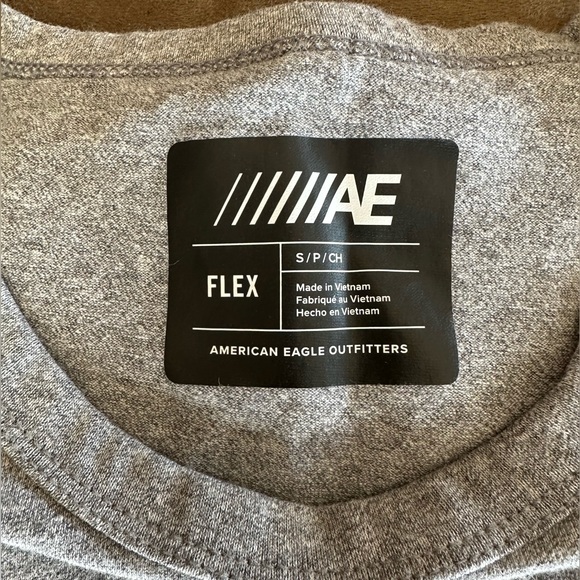 //////AE
FLEX
S/P/CH
Made in Vietnam
Fabriqué au Vietnam
Hecho en Vietnam
AMERICAN EAGLE OUTFITTERS